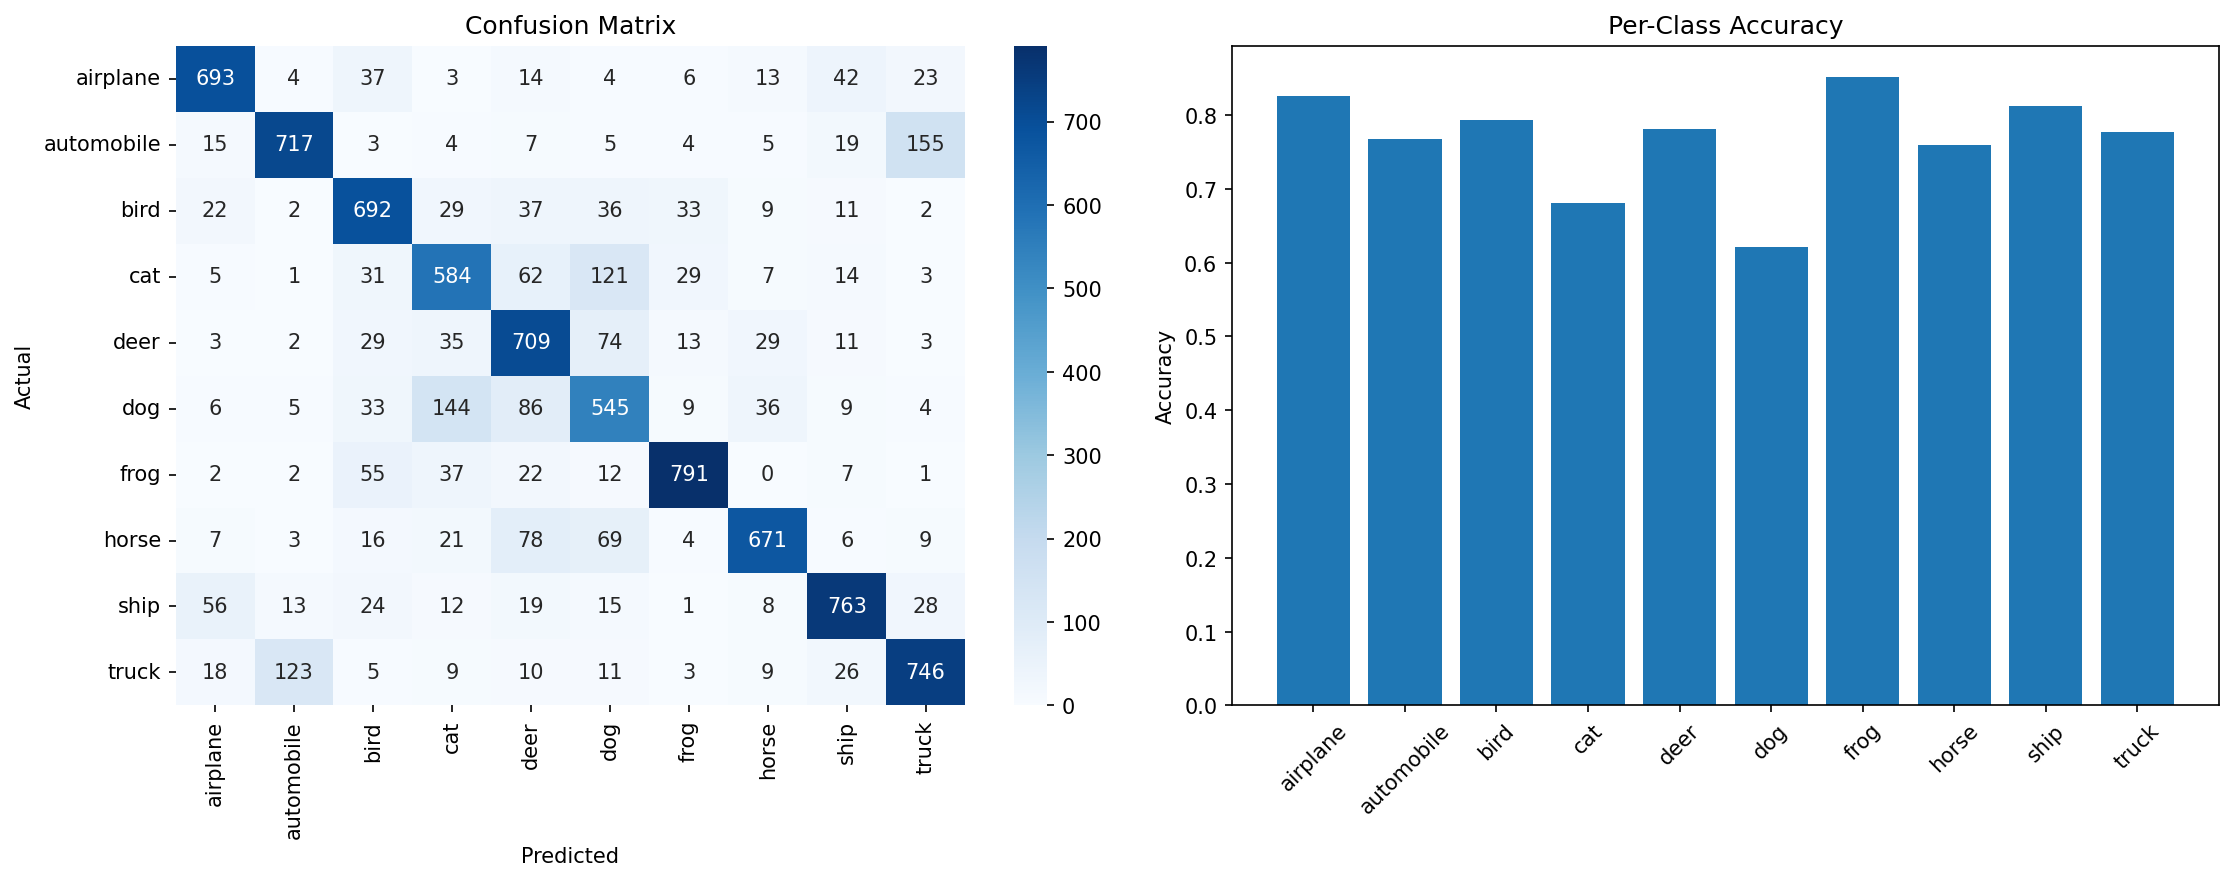 Confusion Matrix
airplane 693 4 37 3 14 4 6 13 42 23
automobile 15 717 3 4 7 5 4 5 19 155
bird 22 2 692 29 37 36 33 9 11 2
cat 5 1 31 584 62 121 29 7 14 3
deer 3 2 29 35 709 74 13 29 11 3
dog 6 5 33 144 86 545 9 36 9 4
frog 2 2 55 37 22 12 791 0 7 1
horse 7 3 16 21 78 69 4 671 6 9
ship 56 13 24 12 19 15 1 8 763 28
truck 18 123 5 9 10 11 3 9 26 746
Actual
airplane automobile bird cat deer dog frog horse ship truck
Predicted
700
600
500
400
300
200
100
0
Per-Class Accuracy
0.8
0.7
0.6
0.5
0.4
0.3
0.2
0.1
0.0
Accuracy
airplane automobile bird cat deer dog frog horse ship truck